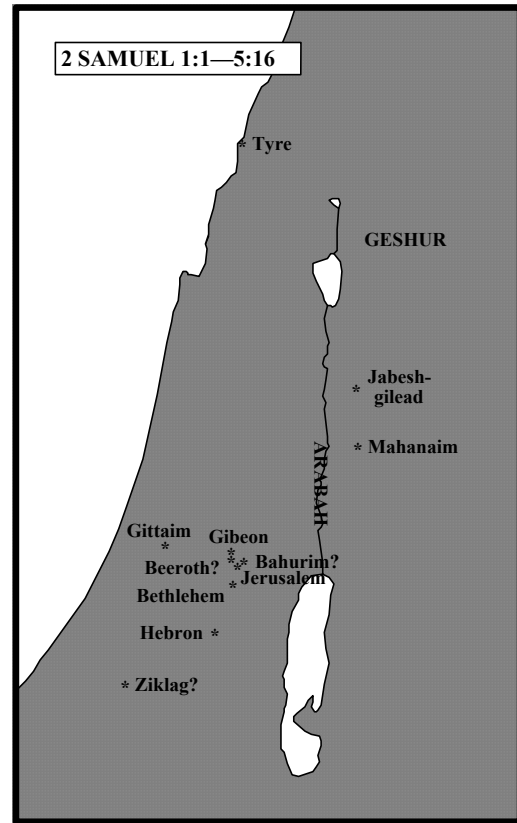 2 SAMUEL 1:1—5:16
* Tyre
GESHUR
* Jabesh-
gilead
* Mahanaim
ARABAH
Gittaim
*
Gibeon
*
Beeroth? *
* Bahurim?
* Jerusalem
Bethlehem *
Hebron *
* Ziklag?